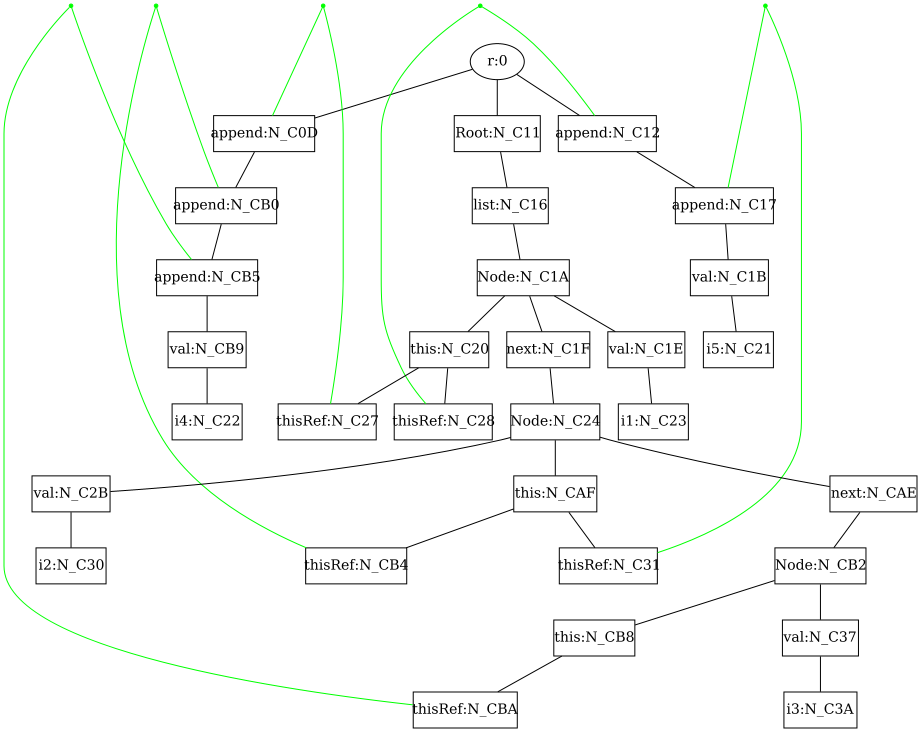 r:0
append:N_C0D
Root:N_C11
append:N_C12
append:N_CB0
list:N_C16
append:N_C17
append:N_CB5
Node:N_C1A
val:N_C1B
val:N_CB9
this:N_C20
next:N_C1F
val:N_C1E
i5:N_C21
i4:N_C22
thisRef:N_C27
thisRef:N_C28
Node:N_C24
i1:N_C23
val:N_C2B
this:N_CAF
next:N_CAE
i2:N_C30
thisRef:N_CB4
thisRef:N_C31
Node:N_CB2
this:N_CB8
val:N_C37
thisRef:N_CBA
i3:N_C3A